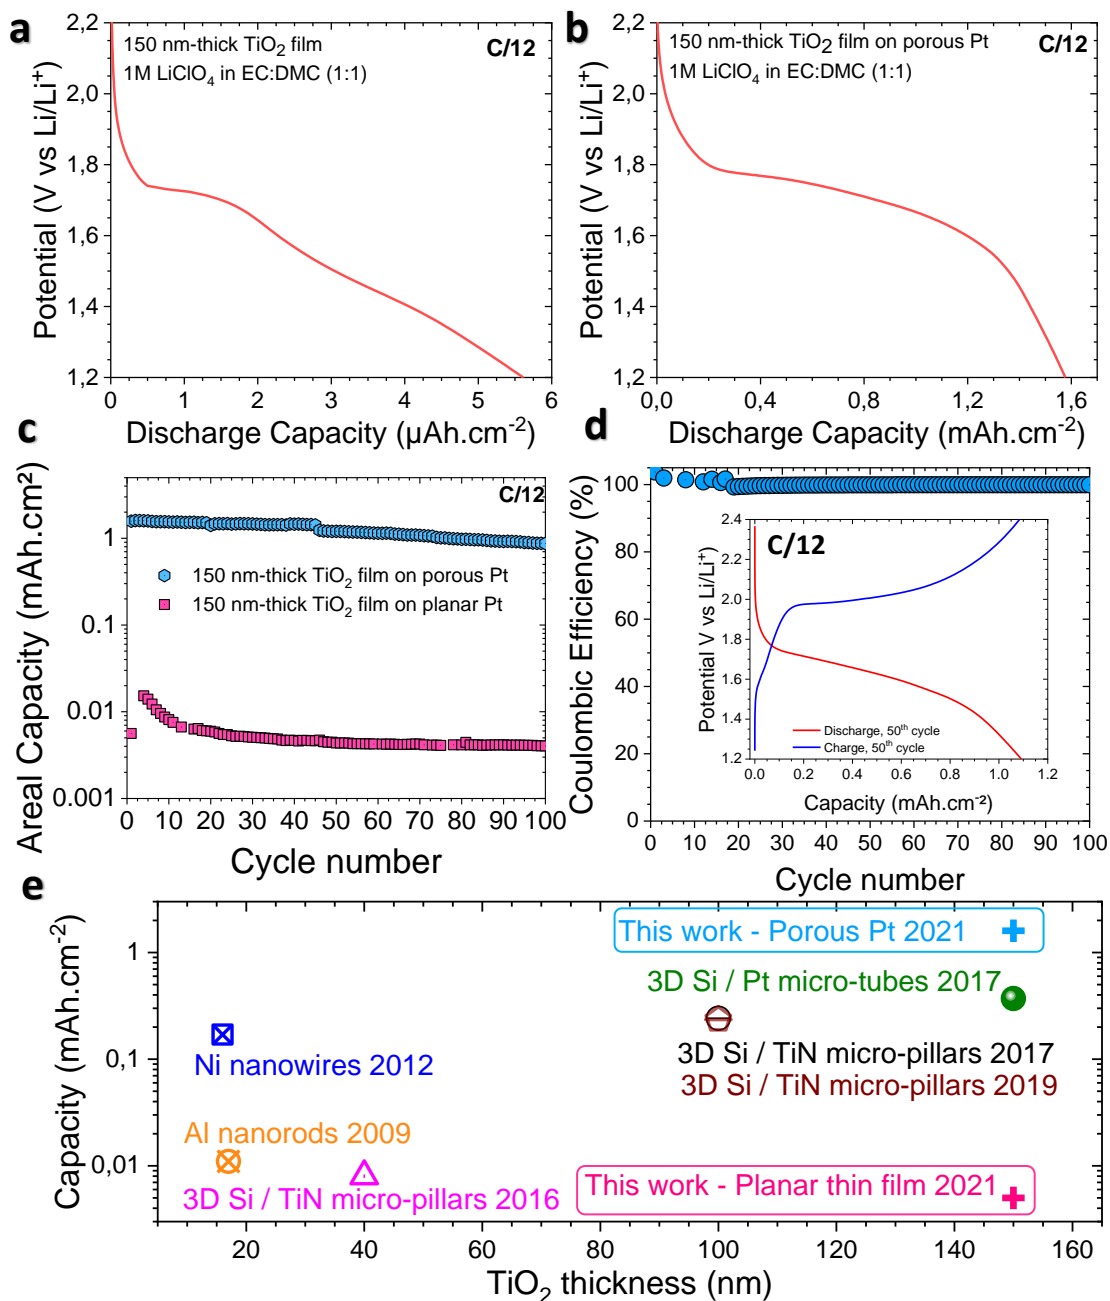 a
2,2
2,0
1,8
1,6
1,4
1,2
Potential (V vs Li/Li⁺)
150 nm-thick TiO₂ film
C/12
1M LiClO₄ in EC:DMC (1:1)
0
1
2
3
4
5
6
Discharge Capacity (µAh.cm⁻²)
b
2,2
2,0
1,8
1,6
1,4
1,2
Potential (V vs Li/Li⁺)
150 nm-thick TiO₂ film on porous Pt
C/12
1M LiClO₄ in EC:DMC (1:1)
0,0
0,4
0,8
1,2
1,6
Discharge Capacity (mAh.cm⁻²)
c
Areal Capacity (mAh.cm²)
1
0.1
0.01
0.001
C/12
150 nm-thick TiO₂ film on porous Pt
150 nm-thick TiO₂ film on planar Pt
0
10
20
30
40
50
60
70
80
90
100
Cycle number
d
Coulombic Efficiency (%)
100
80
60
40
20
0
C/12
Potential V vs Li/Li⁺)
2.4
2.2
2.0
1.8
1.6
1.4
1.2
Discharge, 50th cycle
Charge, 50th cycle
0.0
0.2
0.4
0.6
0.8
1.0
1.2
Capacity (mAh.cm⁻²)
0
10
20
30
40
50
60
70
80
90
100
Cycle number
e
Capacity (mAh.cm⁻²)
1
0,1
0,01
This work - Porous Pt 2021
3D Si / Pt micro-tubes 2017
3D Si / TiN micro-pillars 2017
3D Si / TiN micro-pillars 2019
Ni nanowires 2012
Al nanorods 2009
3D Si / TiN micro-pillars 2016
This work - Planar thin film 2021
20
40
60
80
100
120
140
160
TiO₂ thickness (nm)